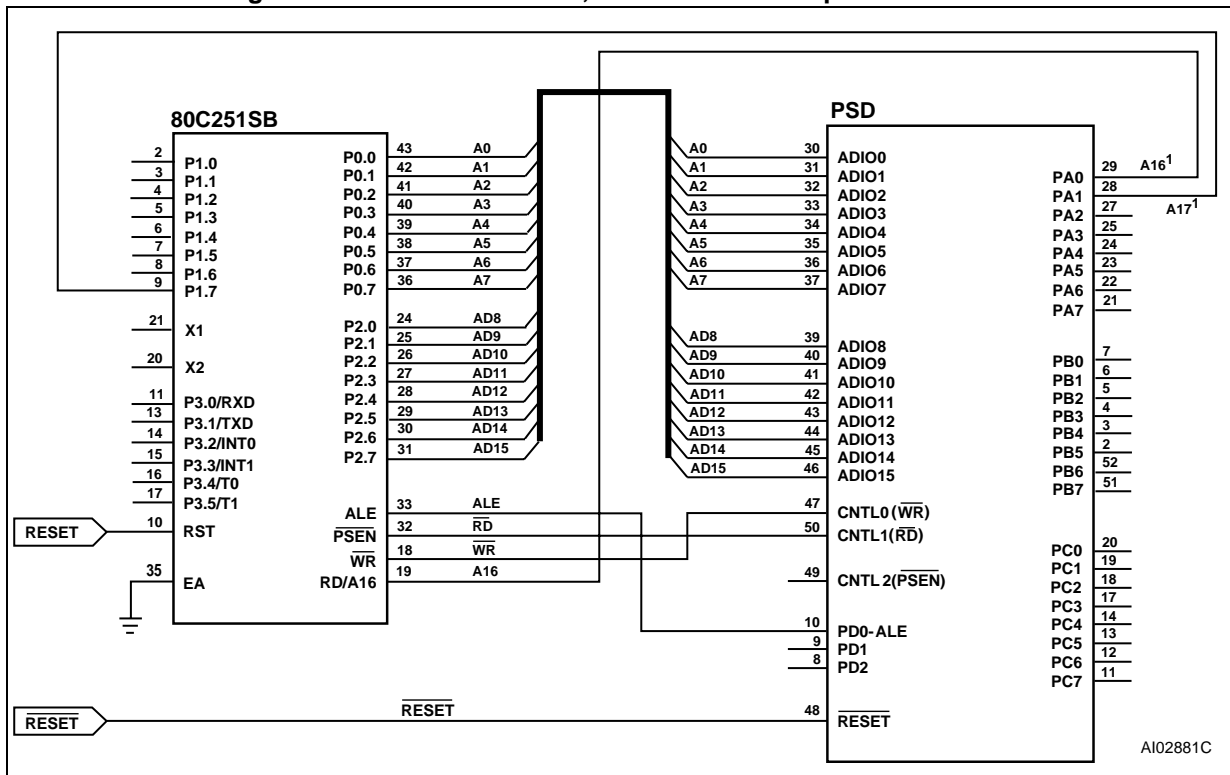 80C251SB
2 P1.0
3 P1.1
4 P1.2
5 P1.3
6 P1.4
7 P1.5
8 P1.6
9 P1.7
21 X1
20 X2
11 P3.0/RXD
13 P3.1/TXD
14 P3.2/INT0
15 P3.3/INT1
16 P3.4/T0
17 P3.5/T1
RESET 10 RST
35 EA
P0.0 43 A0
P0.1 42 A1
P0.2 41 A2
P0.3 40 A3
P0.4 39 A4
P0.5 38 A5
P0.6 37 A6
P0.7 36 A7
P2.0 24 AD8
P2.1 25 AD9
P2.2 26 AD10
P2.3 27 AD11
P2.4 28 AD12
P2.5 29 AD13
P2.6 30 AD14
P2.7 31 AD15
ALE 33 ALE
PSEN 32 RD
WR 18 WR
RD/A16 19 A16
PSD
A0 30 ADIO0
A1 31 ADIO1
A2 32 ADIO2
A3 33 ADIO3
A4 34 ADIO4
A5 35 ADIO5
A6 36 ADIO6
A7 37 ADIO7
AD8 39 ADIO8
AD9 40 ADIO9
AD10 41 ADIO10
AD11 42 ADIO11
AD12 43 ADIO12
AD13 44 ADIO13
AD14 45 ADIO14
AD15 46 ADIO15
47 CNTL0(WR)
50 CNTL1(RD)
49 CNTL 2(PSEN)
10 PD0-ALE
9 PD1
8 PD2
RESET RESET 48 RESET
PA0 29 A16¹
PA1 28 A17¹
PA2 27
PA3 25
PA4 24
PA5 23
PA6 22
PA7 21
PB0 7
PB1 6
PB2 5
PB3 4
PB4 3
PB5 2
PB6 52
PB7 51
PC0 20
PC1 19
PC2 18
PC3 17
PC4 14
PC5 13
PC6 12
PC7 11
AI02881C